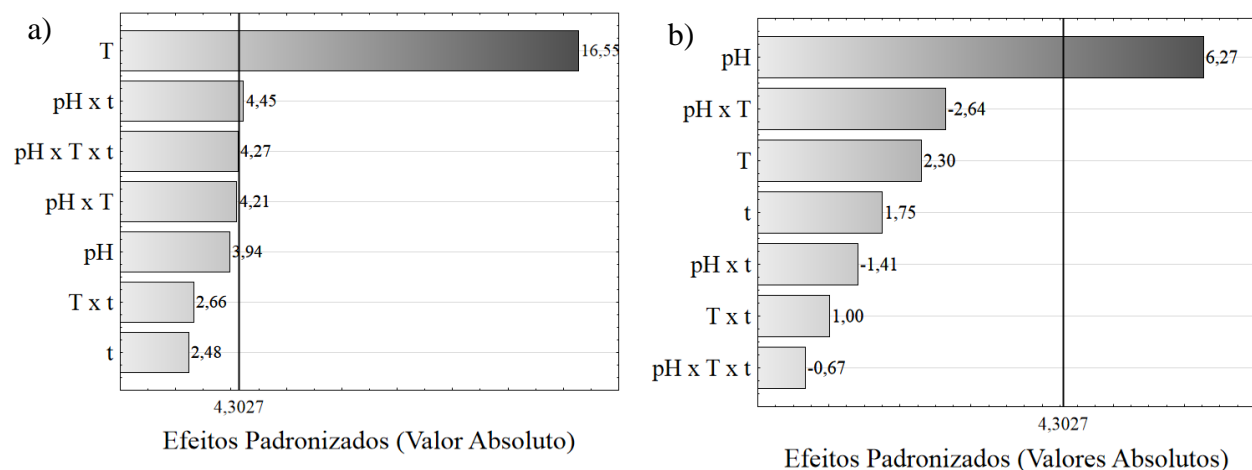 a)
T
16,55
pH x t
4,45
pH x T x t
4,27
pH x T
4,21
pH
3,94
T x t
2,66
t
2,48
4,3027
Efeitos Padronizados (Valor Absoluto)
b)
pH
6,27
pH x T
-2,64
T
2,30
t
1,75
pH x t
-1,41
T x t
1,00
pH x T x t
-0,67
4,3027
Efeitos Padronizados (Valores Absolutos)